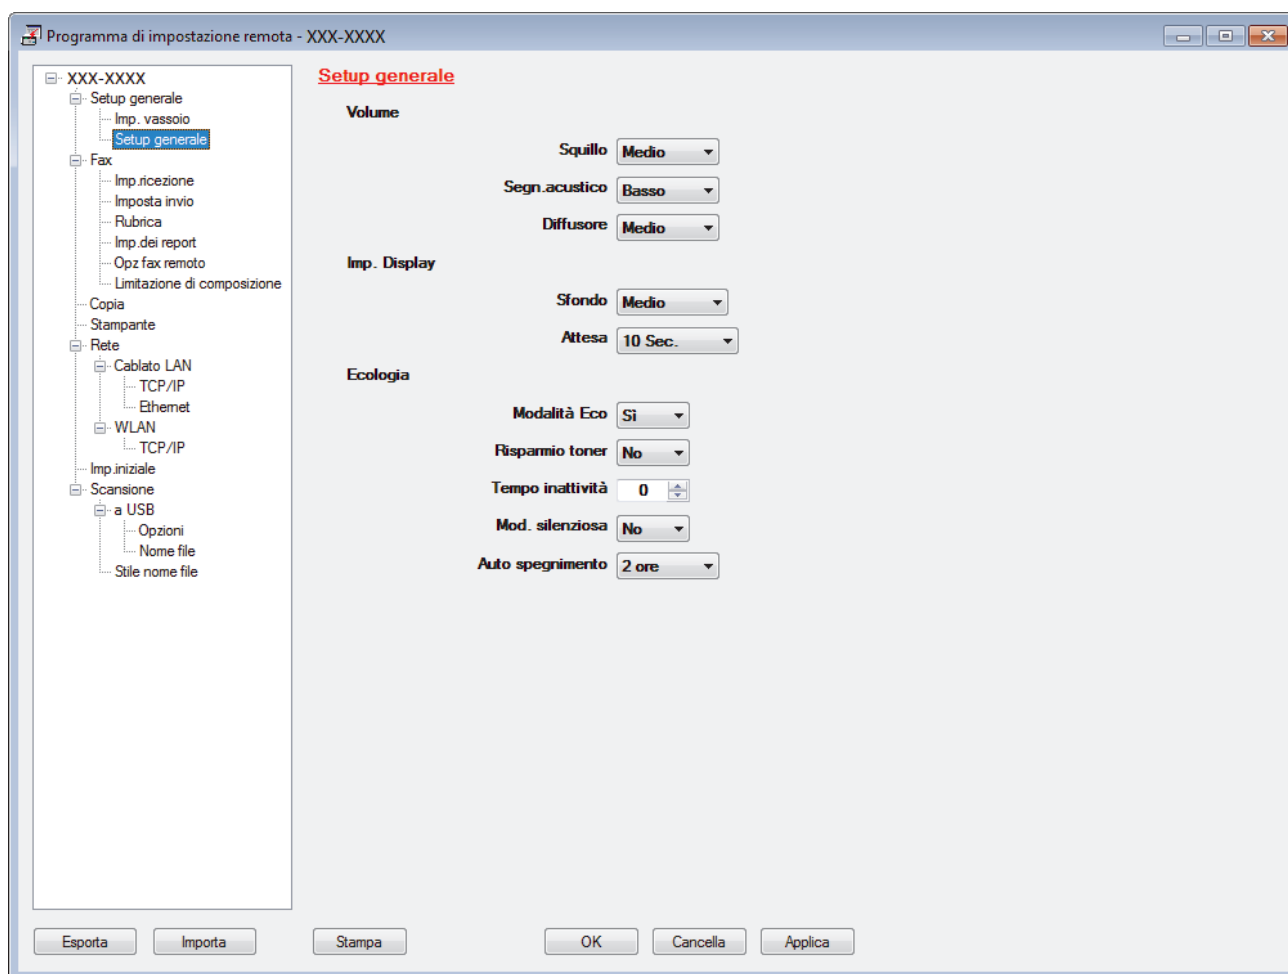 Programma di impostazione remota - XXX-XXXX
XXX-XXXX
Setup generale
Imp. vassoio
Setup generale
Fax
Imp.ricezione
Imposta invio
Rubrica
Imp.dei report
Opz fax remoto
Limitazione di composizione
Copia
Stampante
Rete
Cablato LAN
TCP/IP
Ethernet
WLAN
TCP/IP
Imp.iniziale
Scansione
a USB
Opzioni
Nome file
Stile nome file
Setup generale
Volume
Squillo Medio
Segn.acustico Basso
Diffusore Medio
Imp. Display
Sfondo Medio
Attesa 10 Sec.
Ecologia
Modalità Eco Sì
Risparmio toner No
Tempo inattività 0
Mod. silenziosa No
Auto spegnimento 2 ore
Esporta Importa Stampa OK Cancella Applica